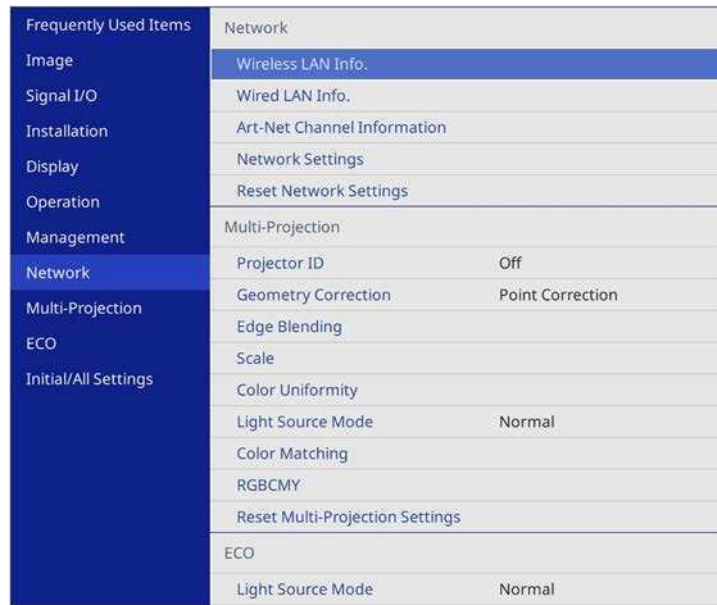 Frequently Used Items
Image
Signal I/O
Installation
Display
Operation
Management
Network
Multi-Projection
ECO
Initial/All Settings
Network
Wireless LAN Info.
Wired LAN Info.
Art-Net Channel Information
Network Settings
Reset Network Settings
Multi-Projection
Projector ID Off
Geometry Correction Point Correction
Edge Blending
Scale
Color Uniformity
Light Source Mode Normal
Color Matching
RGBCMY
Reset Multi-Projection Settings
ECO
Light Source Mode Normal